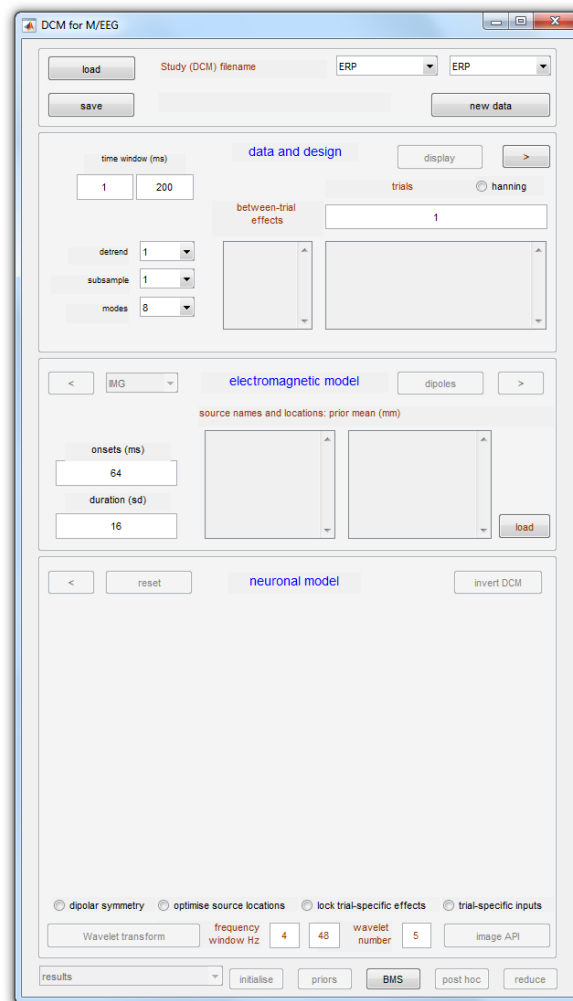 DCM for M/EEG
load
Study (DCM) filename
ERP
ERP
save
new data
time window (ms)
data and design
display
>
1
200
trials
hanning
between-trial
effects
1
detrend
1
subsample
1
modes
8
<
IMG
electromagnetic model
dipoles
>
source names and locations: prior mean (mm)
onsets (ms)
64
duration (sd)
16
load
<
reset
neuronal model
invert DCM
dipolar symmetry
optimise source locations
lock trial-specific effects
trial-specific inputs
Wavelet transform
frequency
window Hz
4
48
wavelet
number
5
image API
results
initialise
priors
BMS
post hoc
reduce